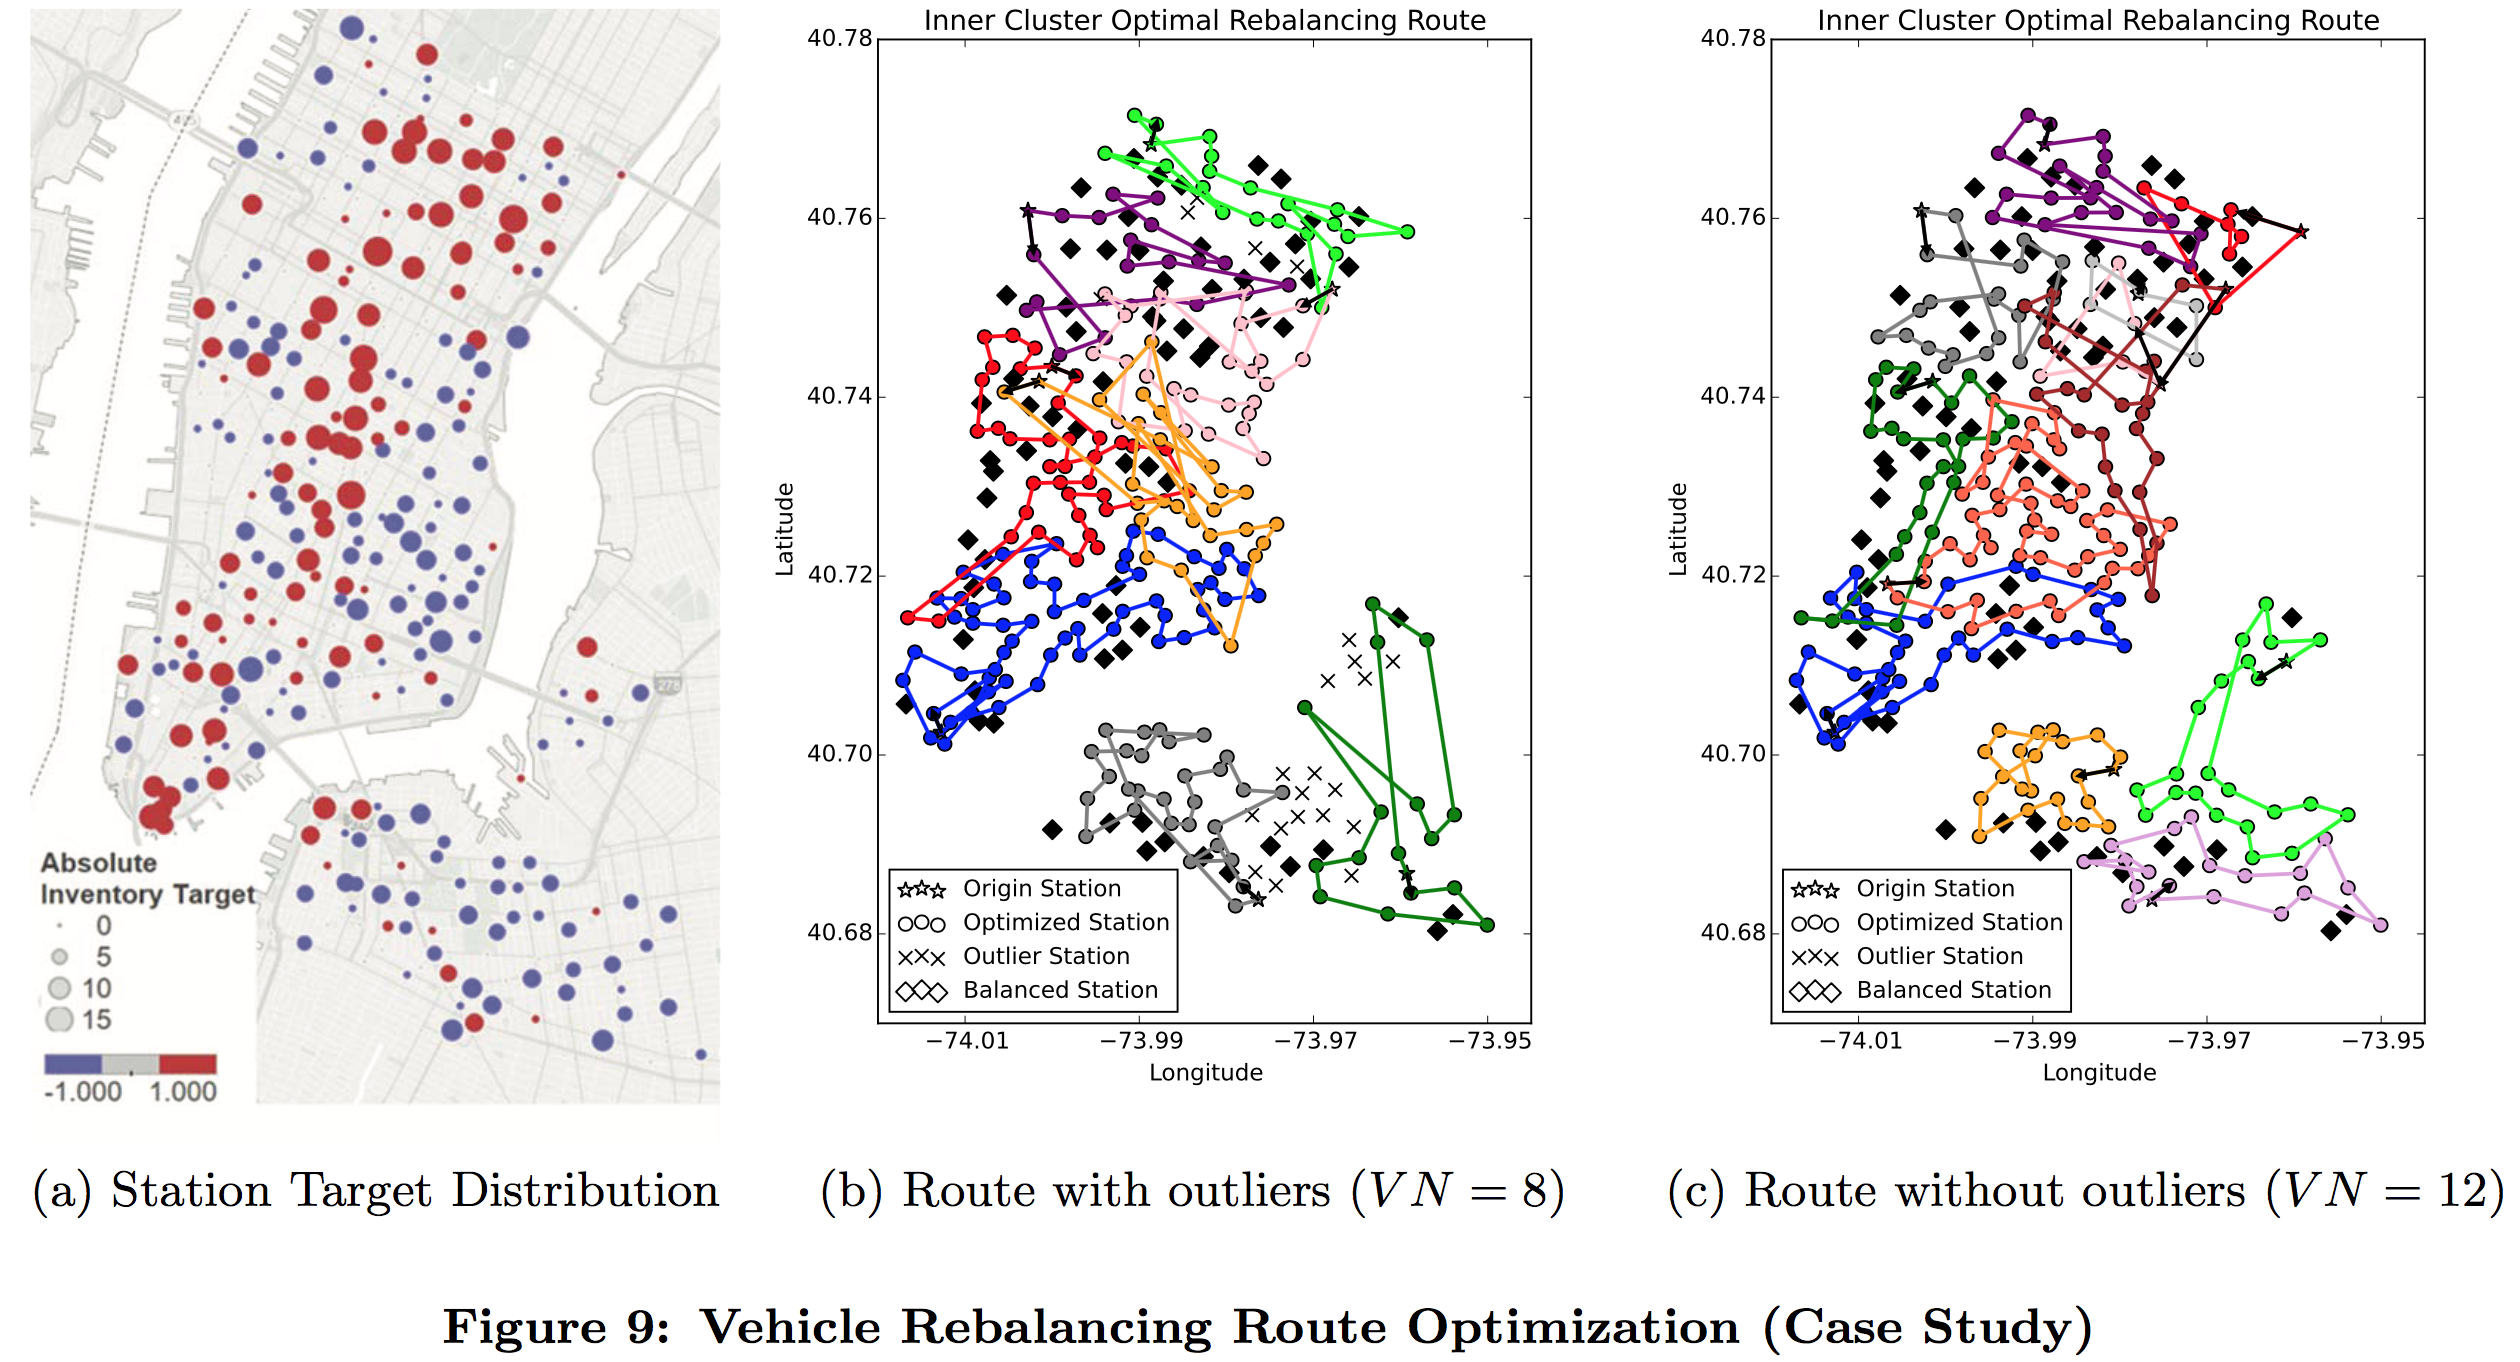 Absolute
Inventory Target
0
5
10
15
-1.000 1.000
278
Inner Cluster Optimal Rebalancing Route
40.78
40.76
40.74
40.72
40.70
40.68
Latitude
Origin Station
Optimized Station
Outlier Station
Balanced Station
−74.01 −73.99 −73.97 −73.95
Longitude
Inner Cluster Optimal Rebalancing Route
40.78
40.76
40.74
40.72
40.70
40.68
Latitude
Origin Station
Optimized Station
Outlier Station
Balanced Station
−74.01 −73.99 −73.97 −73.95
Longitude
(a) Station Target Distribution
(b) Route with outliers (VN = 8)
(c) Route without outliers (VN = 12)
Figure 9: Vehicle Rebalancing Route Optimization (Case Study)